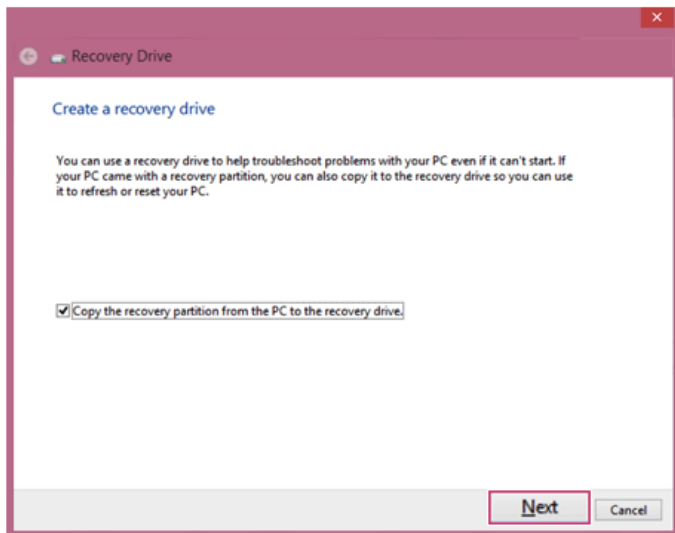 Recovery Drive
Create a recovery drive
You can use a recovery drive to help troubleshoot problems with your PC even if it can't start. If
your PC came with a recovery partition, you can also copy it to the recovery drive so you can use
it to refresh or reset your PC.
Copy the recovery partition from the PC to the recovery drive.
Next
Cancel